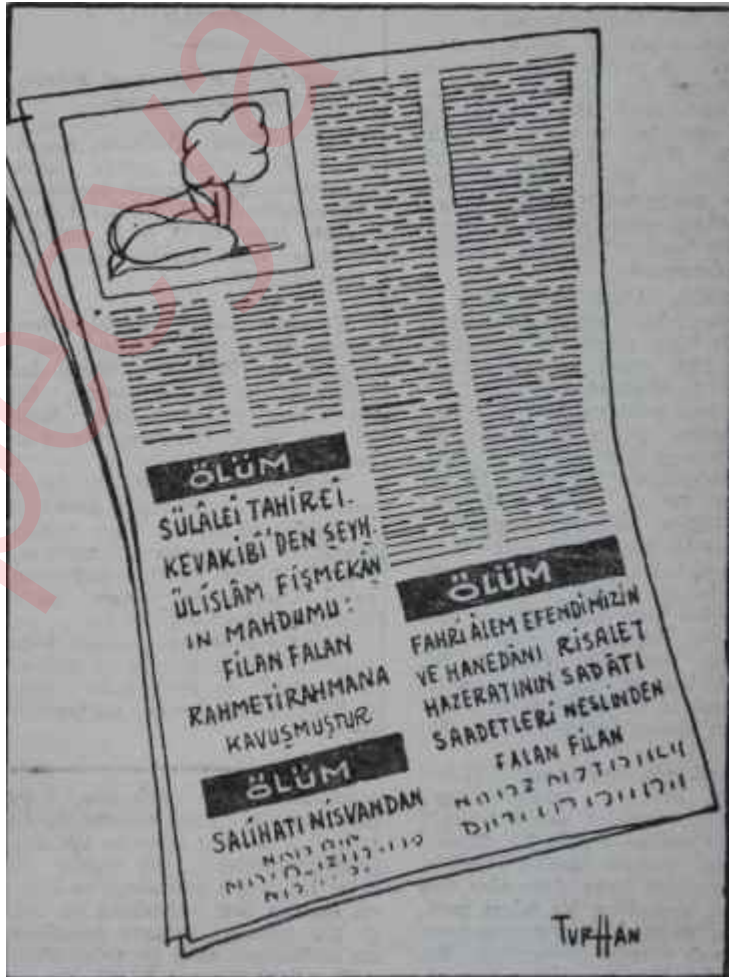 ÖLÜM
SÜLÂLEİ TAHİREİ-
KEVAKİBÎ'DEN ŞEYH-
ÜLİSLÂM FİŞMEKÂN
IN MAHDUMU:
FİLAN FALAN
RAHMETİRAHMANA
KAVUŞMUŞTUR
ÖLÜM
SALİHATI NİSVANDAN
ÖLÜM
FAHRİ ÂLEM EFENDİMİZİN
VE HANEDÂNI RİSALET
HAZERATININ SADÂTI
SAADETLERİ NESLİNDEN
FALAN FİLAN
TURHAN
pecya